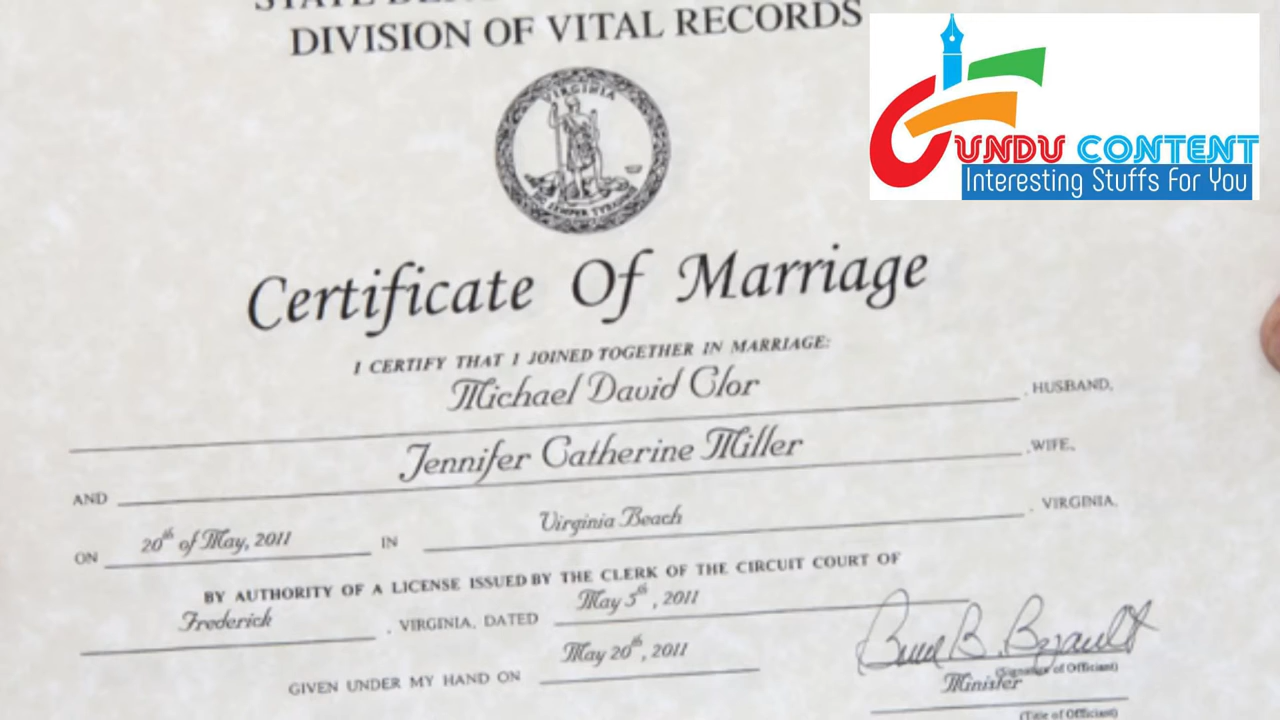 DIVISION OF VITAL RECORDS
VIRGINIA
UNDU CONTENT
Interesting Stuffs For You
Certificate Of Marriage
I CERTIFY THAT I JOINED TOGETHER IN MARRIAGE:
Michael David Clor , HUSBAND,
AND Jennifer Catherine Miller , WIFE,
ON 20th of May, 2011 IN Virginia Beach , VIRGINIA,
BY AUTHORITY OF A LICENSE ISSUED BY THE CLERK OF THE CIRCUIT COURT OF
Frederick , VIRGINIA, DATED May 5th, 2011
GIVEN UNDER MY HAND ON May 20th, 2011
(Signature of Officiant)
Minister
(Title of Officiant)